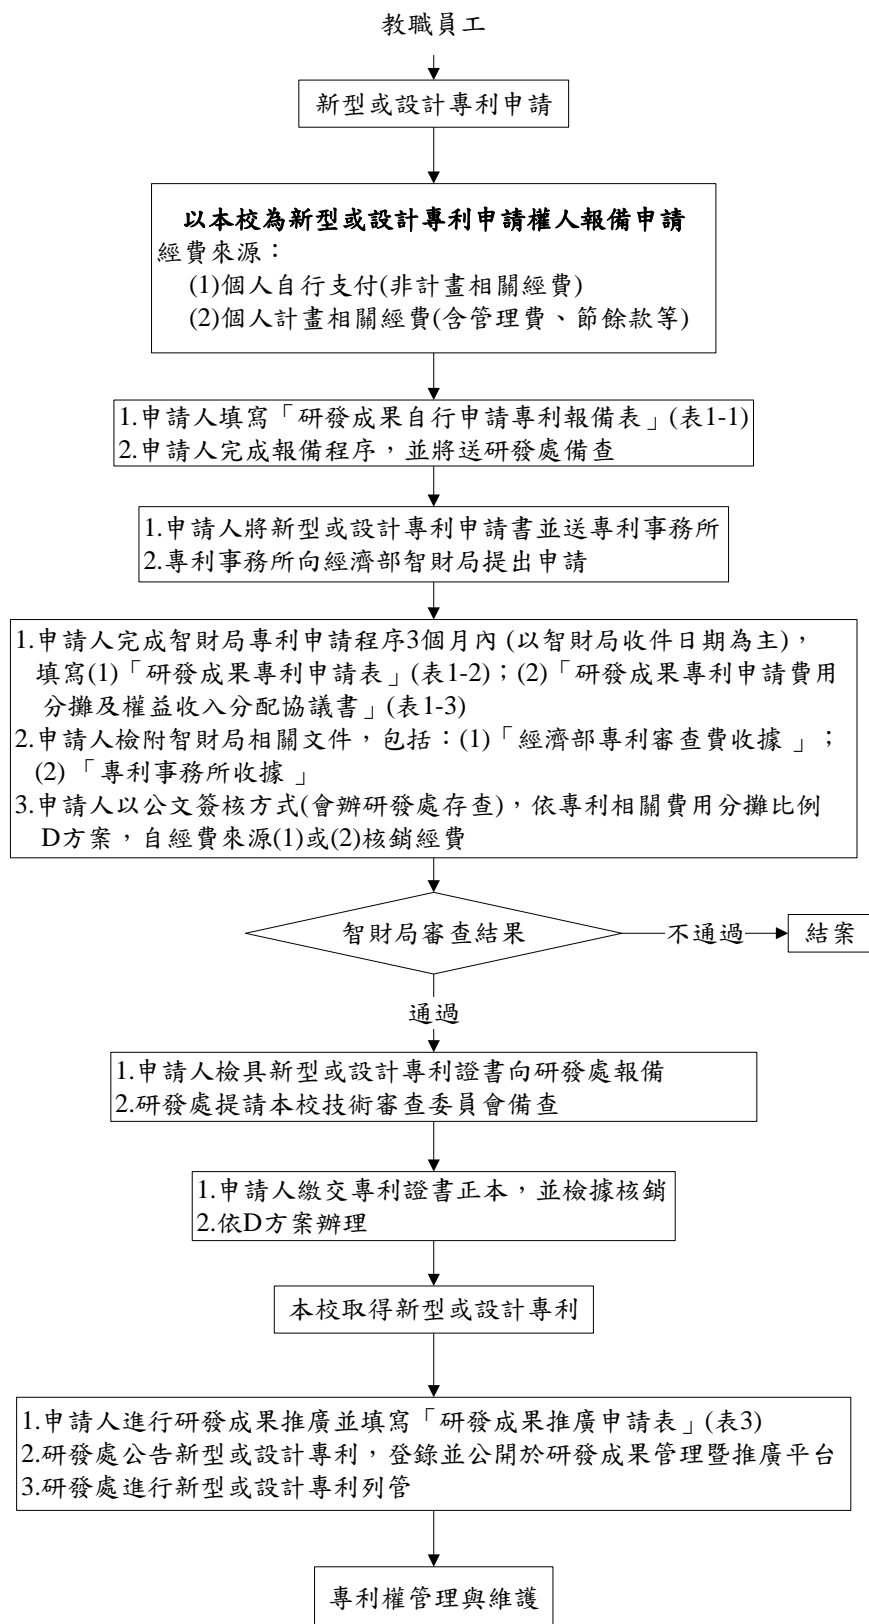 教職員工
新型或設計專利申請
以本校為新型或設計專利申請權人報備申請
經費來源：
(1)個人自行支付(非計畫相關經費)
(2)個人計畫相關經費(含管理費、節餘款等)
1.申請人填寫「研發成果自行申請專利報備表」(表1-1)
2.申請人完成報備程序，並將送研發處備查
1.申請人將新型或設計專利申請書並送專利事務所
2.專利事務所向經濟部智財局提出申請
1.申請人完成智財局專利申請程序3個月內 (以智財局收件日期為主)，
填寫(1)「研發成果專利申請表」(表1-2)；(2)「研發成果專利申請費用
分攤及權益收入分配協議書」(表1-3)
2.申請人檢附智財局相關文件，包括：(1)「經濟部專利審查費收據 」；
(2) 「專利事務所收據 」
3.申請人以公文簽核方式(會辦研發處存查)，依專利相關費用分攤比例
D方案，自經費來源(1)或(2)核銷經費
智財局審查結果
不通過
結案
通過
1.申請人檢具新型或設計專利證書向研發處報備
2.研發處提請本校技術審查委員會備查
1.申請人繳交專利證書正本，並檢據核銷
2.依D方案辦理
本校取得新型或設計專利
1.申請人進行研發成果推廣並填寫「研發成果推廣申請表」(表3)
2.研發處公告新型或設計專利，登錄並公開於研發成果管理暨推廣平台
3.研發處進行新型或設計專利列管
專利權管理與維護